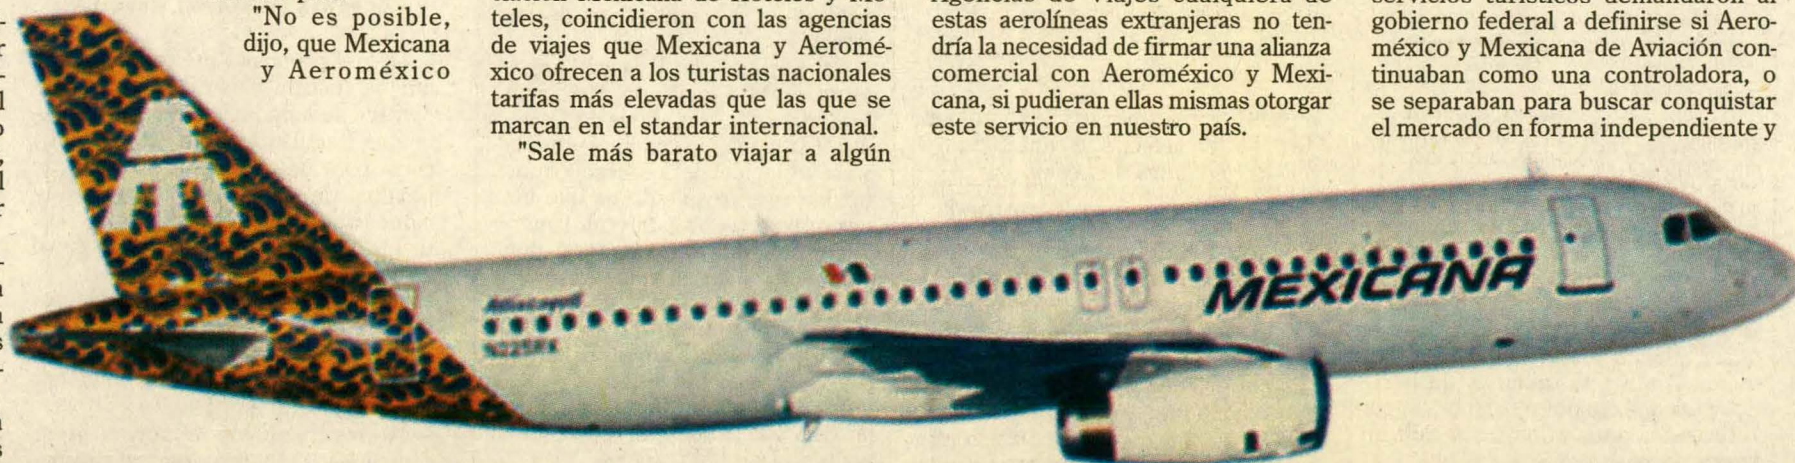 "No es posible,
dijo, que Mexicana
y Aeroméxico
teles, coincidieron con las agencias
de viajes que Mexicana y Aeromé-
xico ofrecen a los turistas nacionales
tarifas más elevadas que las que se
marcan en el standar internacional.
"Sale más barato viajar a algún
estas aerolíneas extranjeras no ten-
dría la necesidad de firmar una alianza
comercial con Aeroméxico y Mexi-
cana, si pudieran ellas mismas otorgar
este servicio en nuestro país.
gobierno federal a definirse si Aero-
méxico y Mexicana de Aviación con-
tinuaban como una controladora, o
se separaban para buscar conquistar
el mercado en forma independiente y
MEXICANA